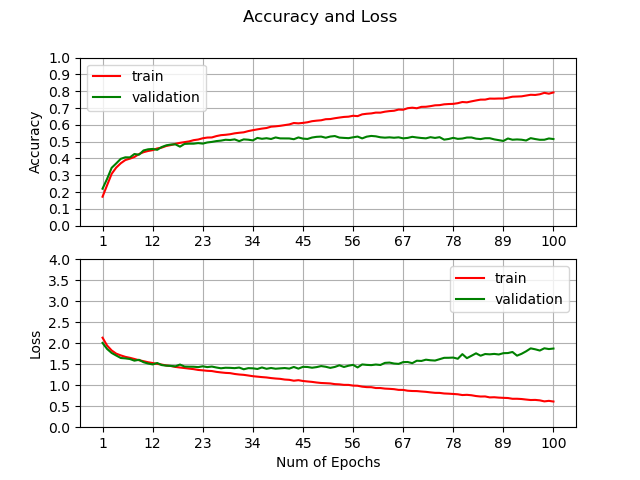 Accuracy and Loss
1.0
0.9
0.8
0.7
0.6
0.5
0.4
0.3
0.2
0.1
0.0
Accuracy
train
validation
1 12 23 34 45 56 67 78 89 100
4.0
3.5
3.0
2.5
2.0
1.5
1.0
0.5
0.0
Loss
train
validation
1 12 23 34 45 56 67 78 89 100
Num of Epochs